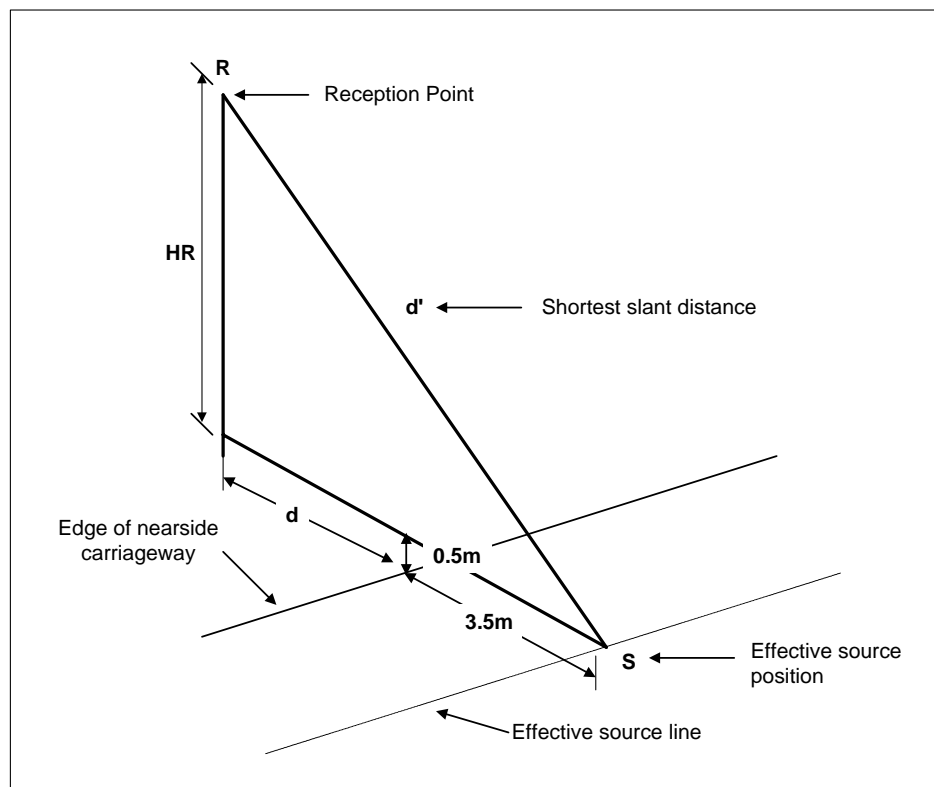 R
Reception Point
HR
d'
Shortest slant distance
d
Edge of nearside
carriageway
0.5m
3.5m
S
Effective source
position
Effective source line